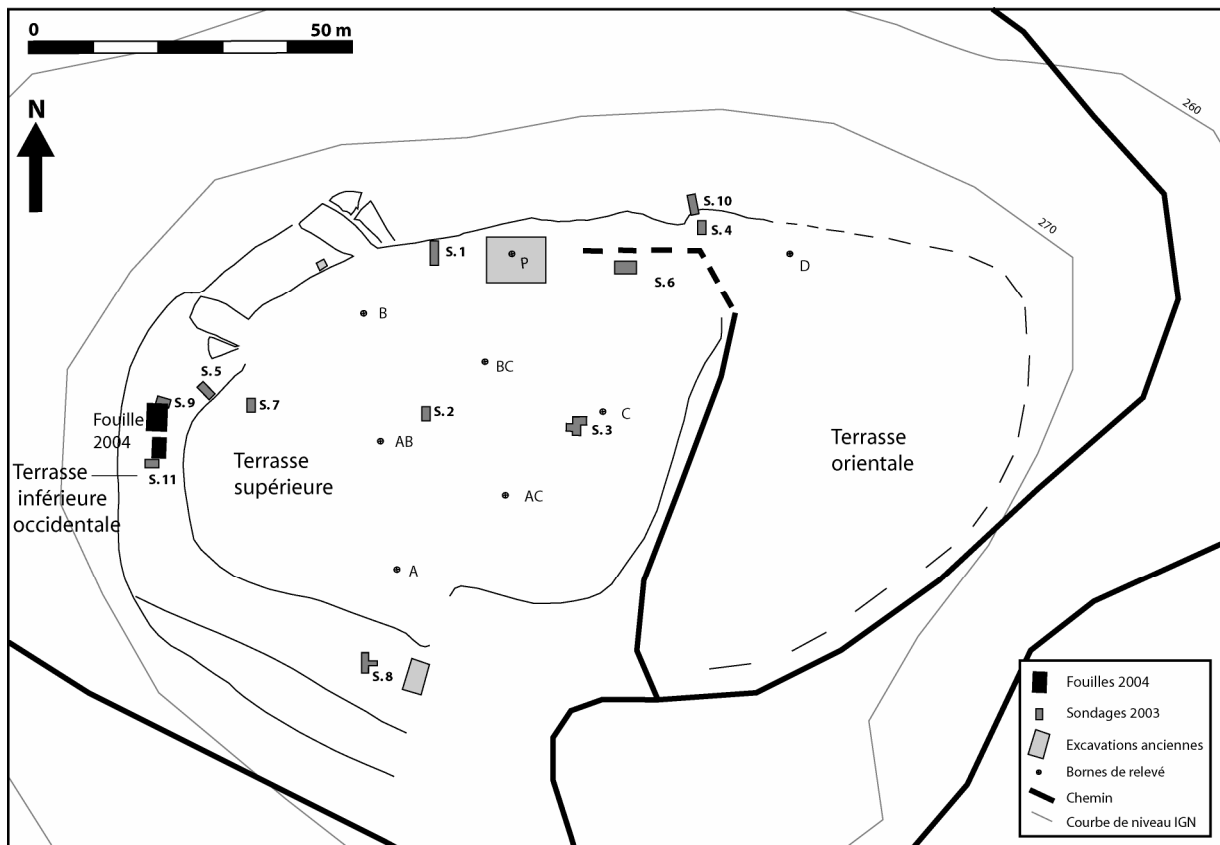 0 50 m
N
260
270
S.10
S.4
S.1
P
S.6
D
B
BC
S.5
S.9
S.7
S.2
C
S.3
Fouille
2004
AB
S.11
Terrasse
inférieure
occidentale
Terrasse
supérieure
Terrasse
orientale
AC
A
S.8
Fouilles 2004
Sondages 2003
Excavations anciennes
Bornes de relevé
Chemin
Courbe de niveau IGN